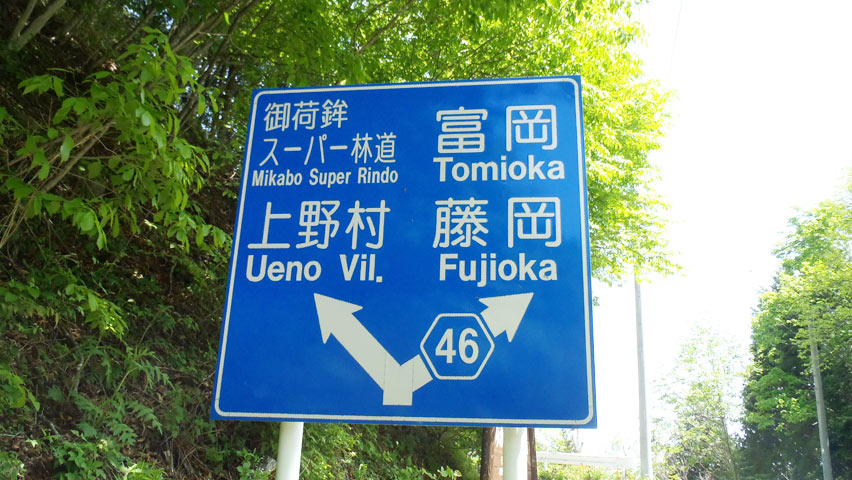 御荷鉾
スーパー林道
Mikabo Super Rindo
上野村
Ueno Vil.
富岡
Tomioka
藤岡
Fujioka
46